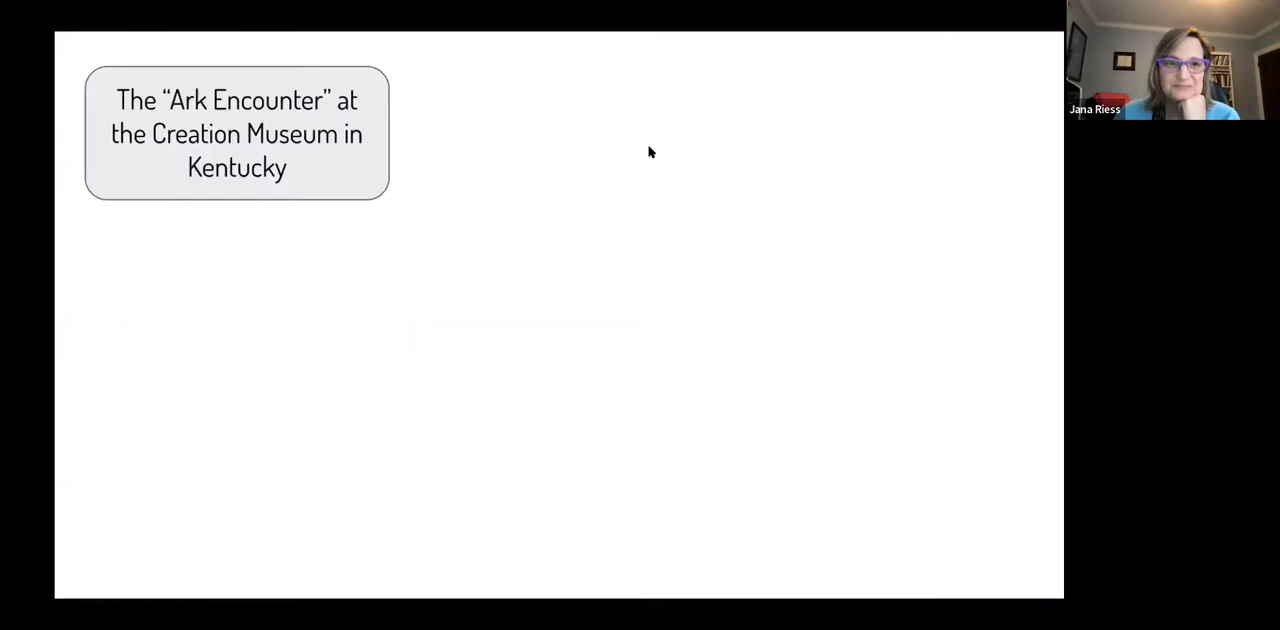 The “Ark Encounter” at
the Creation Museum in
Kentucky
Jana Riess